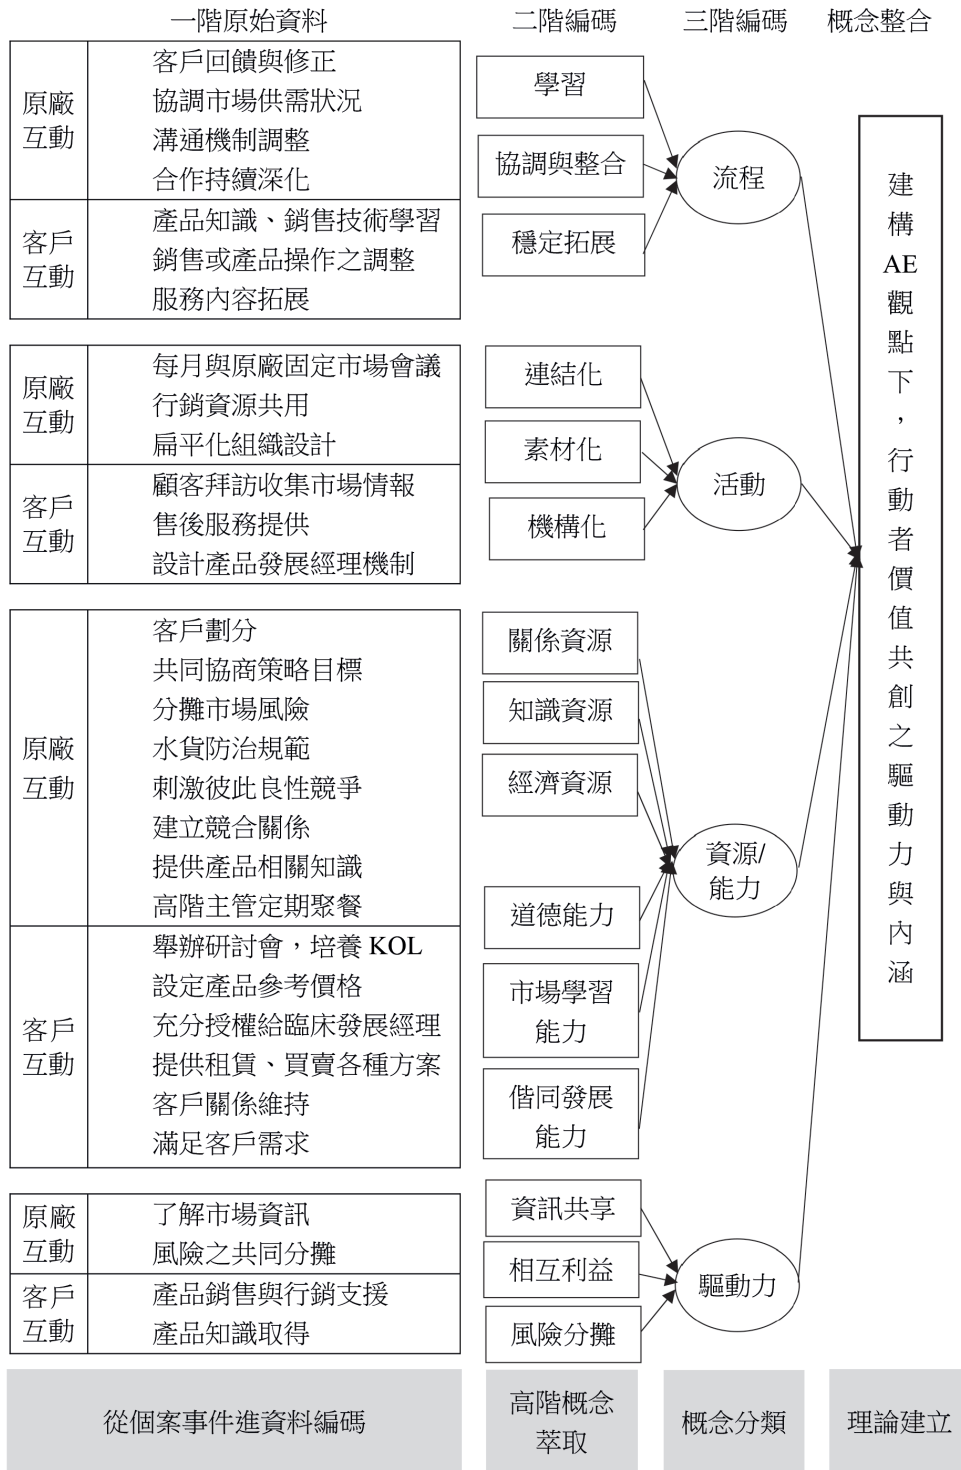 一階原始資料
二階編碼
三階編碼
概念整合
原廠
互動
客戶回饋與修正
協調市場供需狀況
溝通機制調整
合作持續深化
客戶
互動
產品知識、銷售技術學習
銷售或產品操作之調整
服務內容拓展
學習
協調與整合
穩定拓展
流程
原廠
互動
每月與原廠固定市場會議
行銷資源共用
扁平化組織設計
客戶
互動
顧客拜訪收集市場情報
售後服務提供
設計產品發展經理機制
連結化
素材化
機構化
活動
原廠
互動
客戶劃分
共同協商策略目標
分攤市場風險
水貨防治規範
刺激彼此良性競爭
建立競合關係
提供產品相關知識
高階主管定期聚餐
客戶
互動
舉辦研討會，培養 KOL
設定產品參考價格
充分授權給臨床發展經理
提供租賃、買賣各種方案
客戶關係維持
滿足客戶需求
關係資源
知識資源
經濟資源
道德能力
市場學習
能力
偕同發展
能力
資源/
能力
原廠
互動
了解市場資訊
風險之共同分攤
客戶
互動
產品銷售與行銷支援
產品知識取得
資訊共享
相互利益
風險分攤
驅動力
建構AE觀點下，行動者價值共創之驅動力與內涵
從個案事件進資料編碼
高階概念
萃取
概念分類
理論建立